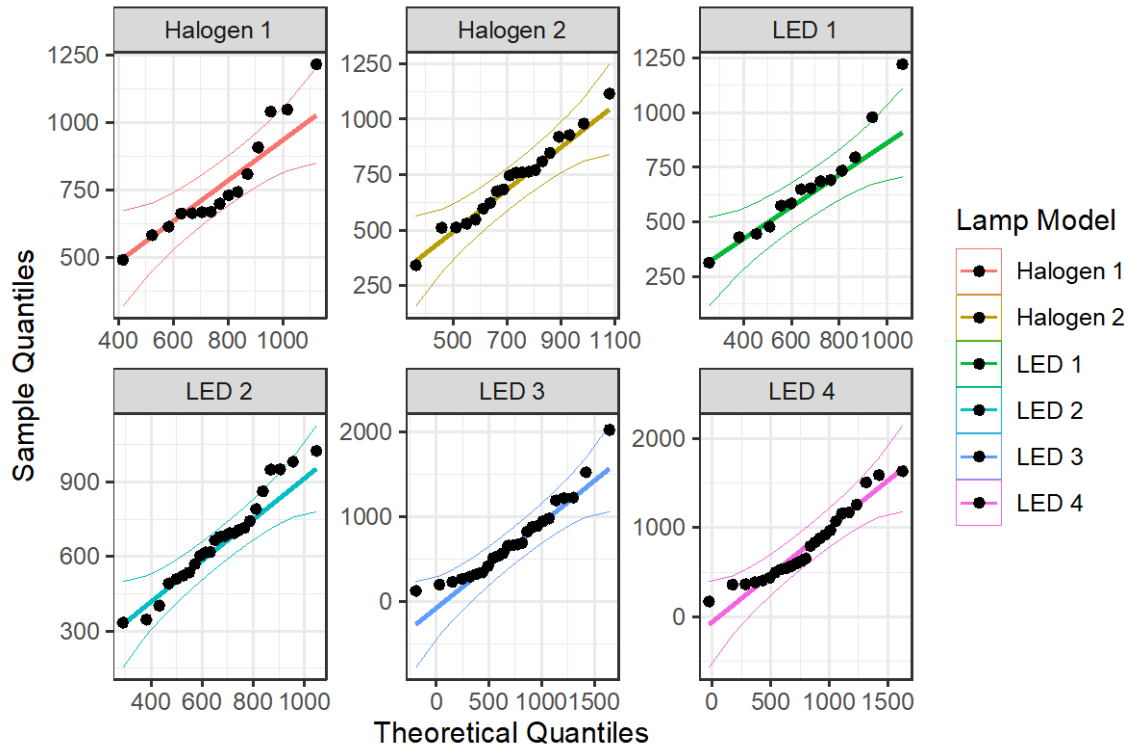 Halogen 1
Halogen 2
LED 1
1250
1000
750
500
400 600 800 1000
1250
1000
750
500
250
500 700 900 1100
1250
1000
750
500
250
400 600 800 1000
LED 2
LED 3
LED 4
900
600
300
400 600 800 1000
2000
1000
0
0 500 1000 1500
2000
1000
0
0 500 1000 1500
Sample Quantiles
Theoretical Quantiles
Lamp Model
Halogen 1
Halogen 2
LED 1
LED 2
LED 3
LED 4